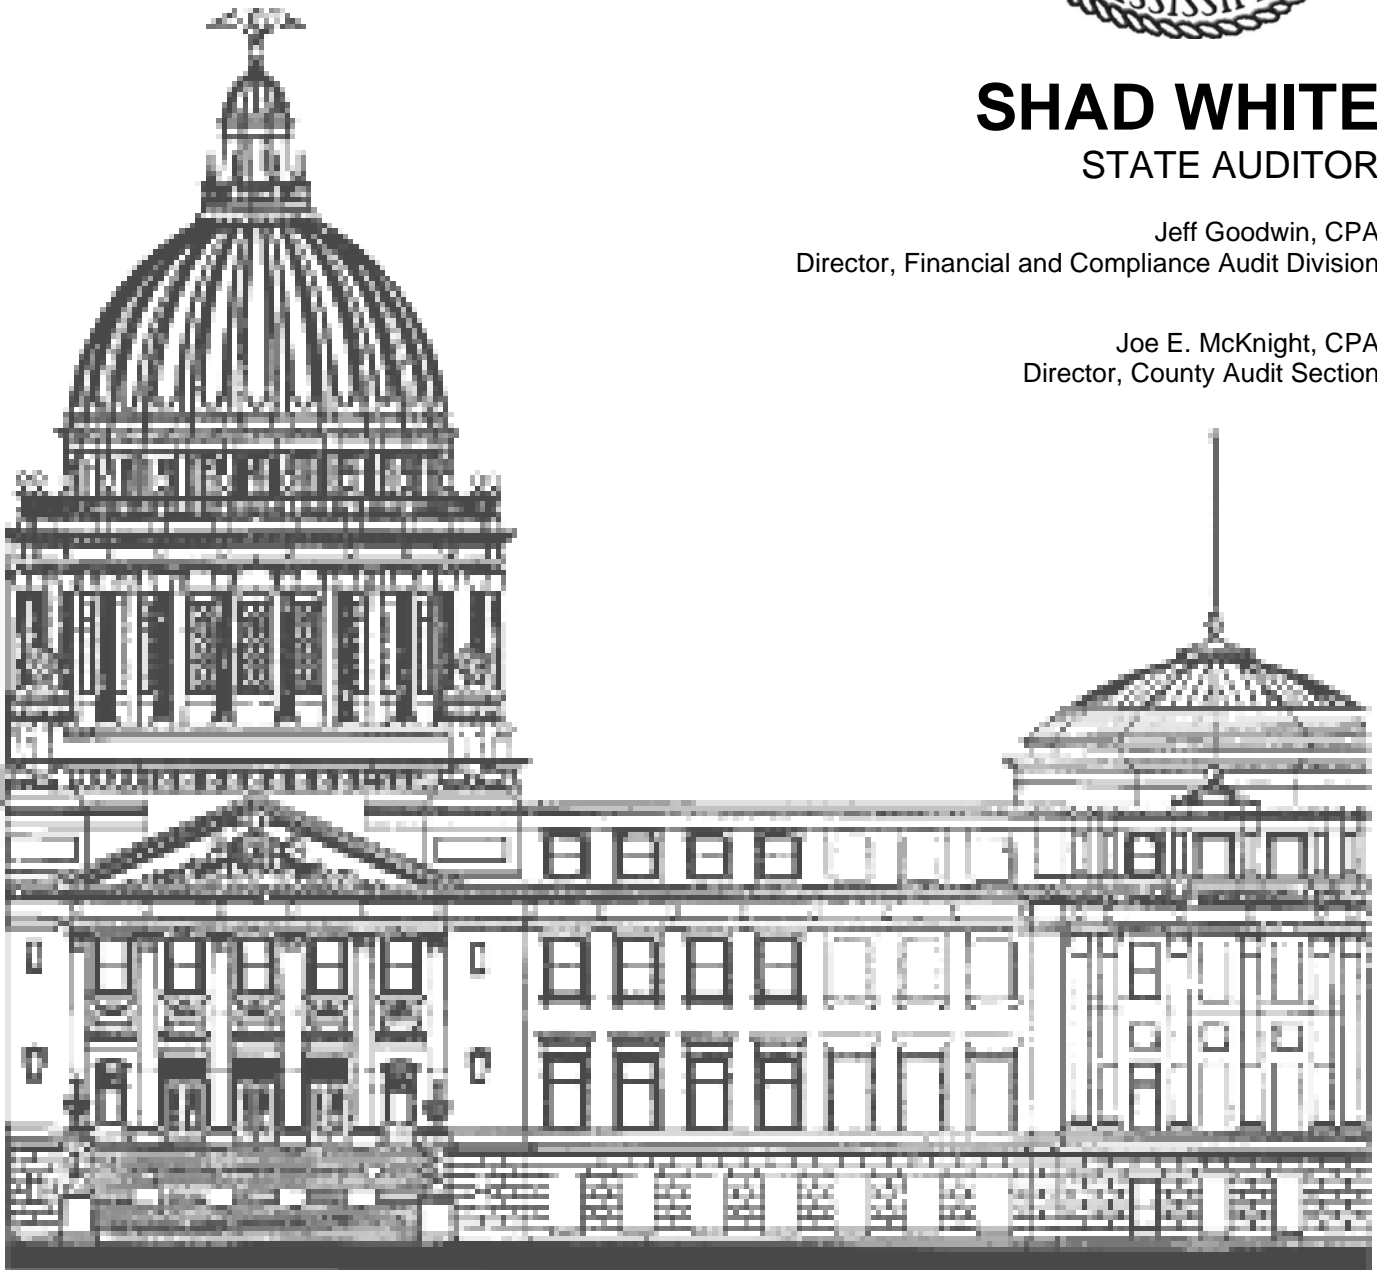 SHAD WHITE
STATE AUDITOR
Jeff Goodwin, CPA
Director, Financial and Compliance Audit Division
Joe E. McKnight, CPA
Director, County Audit Section